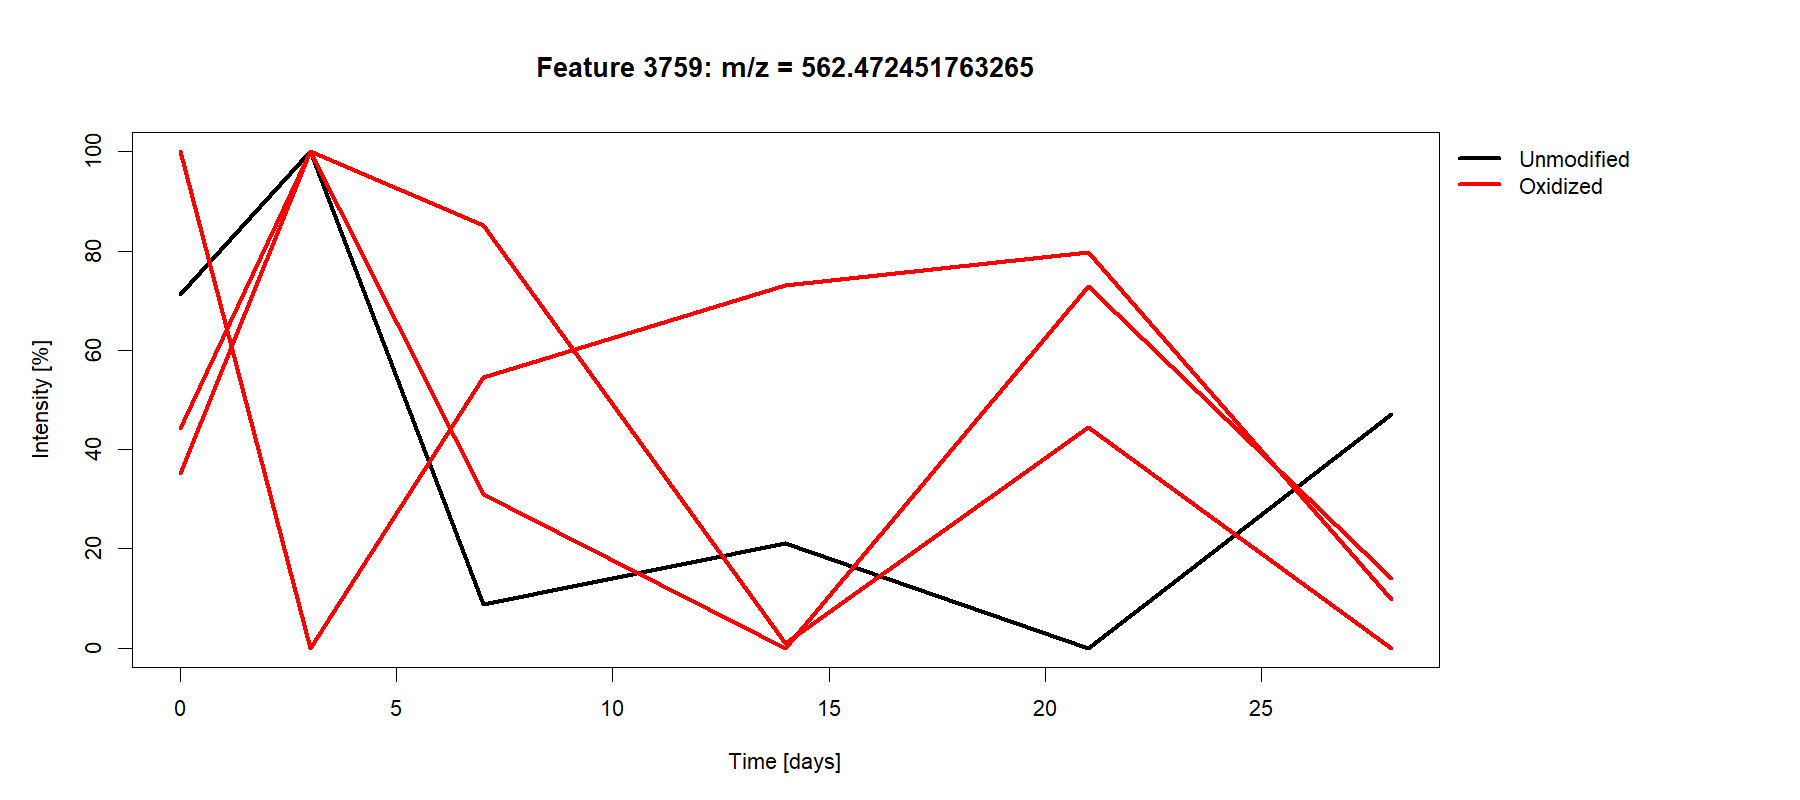 Feature 3759: m/z = 562.472451763265
Unmodified
Oxidized
100
80
60
40
20
0
Intensity [%]
0 5 10 15 20 25
Time [days]